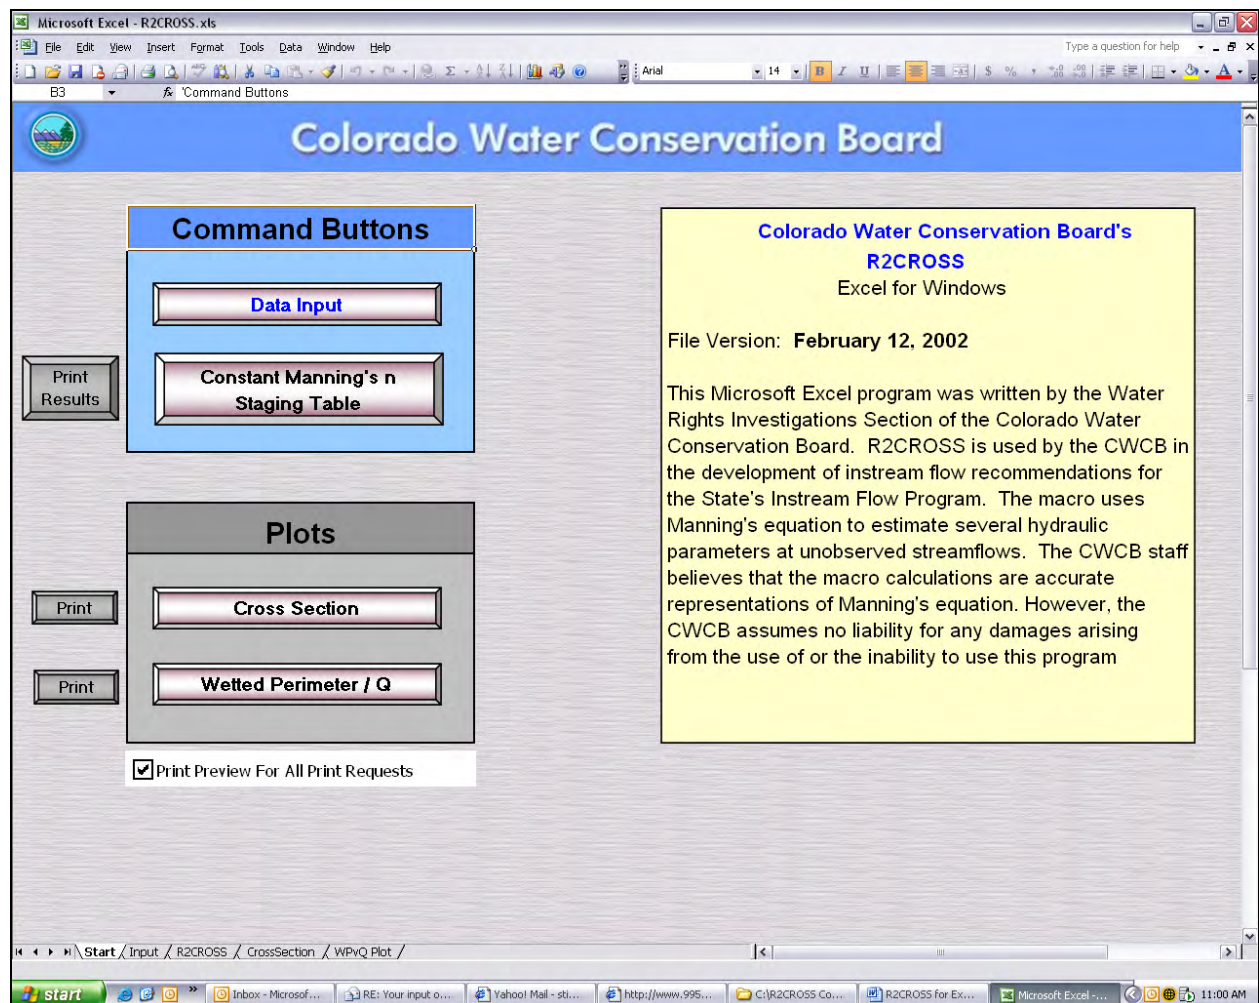 Microsoft Excel - R2CROSS.xls
File Edit View Insert Format Tools Data Window Help
Type a question for help
Arial
14
B3
fx 'Command Buttons
Colorado Water Conservation Board
Command Buttons
Data Input
Print
Results
Constant Manning's n
Staging Table
Plots
Print
Cross Section
Print
Wetted Perimeter / Q
Print Preview For All Print Requests
Colorado Water Conservation Board's
R2CROSS
Excel for Windows
File Version: February 12, 2002
This Microsoft Excel program was written by the Water
Rights Investigations Section of the Colorado Water
Conservation Board. R2CROSS is used by the CWCB in
the development of instream flow recommendations for
the State's Instream Flow Program. The macro uses
Manning's equation to estimate several hydraulic
parameters at unobserved streamflows. The CWCB staff
believes that the macro calculations are accurate
representations of Manning's equation. However, the
CWCB assumes no liability for any damages arising
from the use of or the inability to use this program
Start / Input / R2CROSS / CrossSection / WPvQ Plot /
start
Inbox - Microsof...
RE: Your input o...
Yahoo! Mail - sti...
http://www.995...
C:\R2CROSS Co...
R2CROSS for Ex...
Microsoft Excel -...
11:00 AM